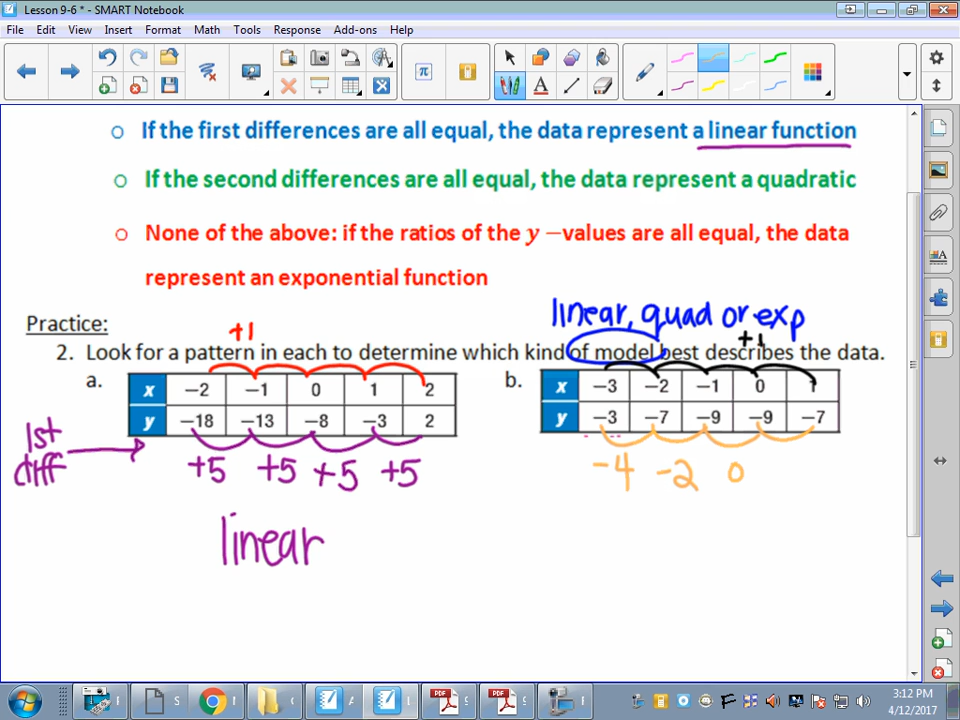 Lesson 9-6 * - SMART Notebook
File Edit View Insert Format Math Tools Response Add-ons Help
o If the first differences are all equal, the data represent a linear function
o If the second differences are all equal, the data represent a quadratic
o None of the above: if the ratios of the y −values are all equal, the data
represent an exponential function
linear, quad or exp
Practice:
+1 +1
2. Look for a pattern in each to determine which kind of model best describes the data.
a. b.
x −2 −1 0 1 2
y −18 −13 −8 −3 2
x −3 −2 −1 0 1
y −3 −7 −9 −9 −7
1st
diff
+5 +5 +5 +5
-4 -2 0
linear
3:12 PM
4/12/2017